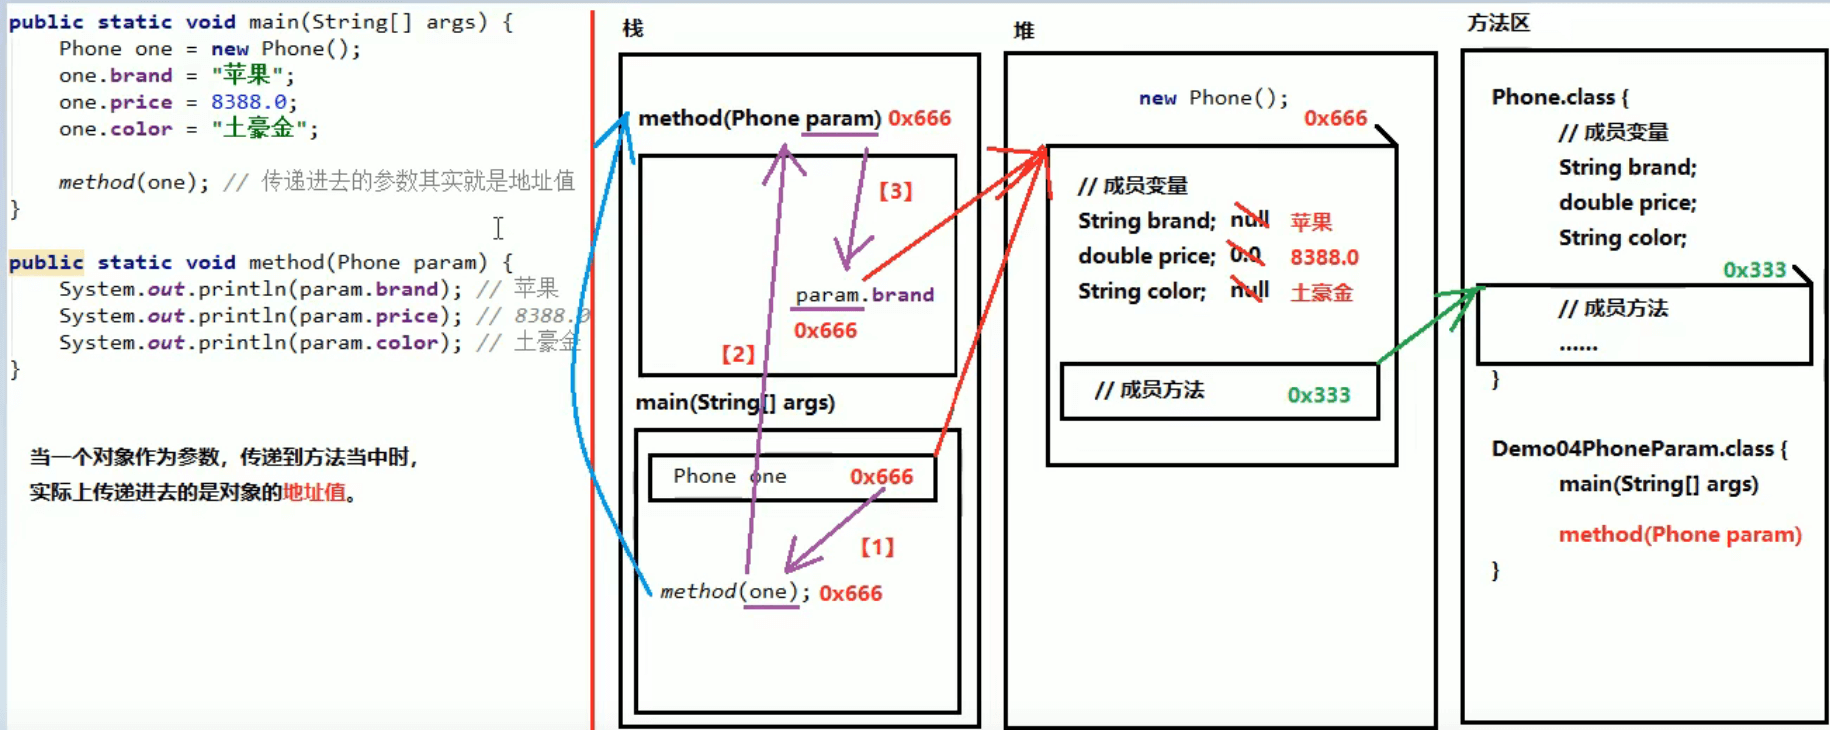 public static void main(String[] args) {
Phone one = new Phone();
one.brand = "苹果";
one.price = 8388.0;
one.color = "土豪金";
method(one); // 传递进去的参数其实就是地址值
}
public static void method(Phone param) {
System.out.println(param.brand); // 苹果
System.out.println(param.price); // 8388.0
System.out.println(param.color); // 土豪金
}
当一个对象作为参数，传递到方法当中时，
实际上传递进去的是对象的地址值。
栈
method(Phone param) 0x666
【3】
param.brand
0x666
【2】
main(String[] args)
Phone one 0x666
【1】
method(one); 0x666
堆
new Phone();
0x666
// 成员变量
String brand; null 苹果
double price; 0.0 8388.0
String color; null 土豪金
// 成员方法 0x333
方法区
Phone.class {
// 成员变量
String brand;
double price;
String color;
0x333
// 成员方法
......
}
Demo04PhoneParam.class {
main(String[] args)
method(Phone param)
}